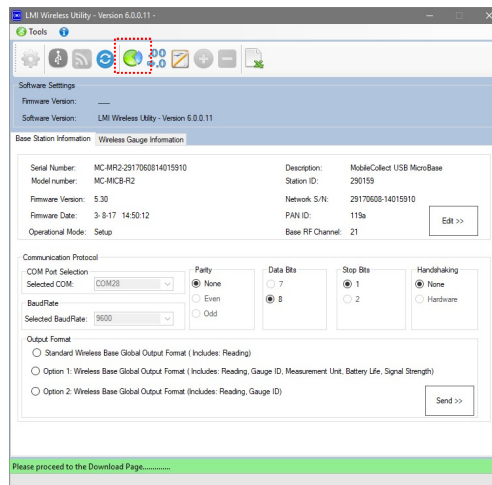 LMI Wireless Utility - Version 6.0.0.11 -
Tools
.00
→.0
Software Setttings
Firmware Version: ___
Software Version: LMI Wireless Utility - Version 6.0.0.11
Base Station Information Wireless Gauge Information
Serial Number: MC-MR2-2917060814015910 Description: MobileCollect USB MicroBase
Model number: MC-MICB-R2 Station ID: 290159
Firmware Version: 5.30 Network S/N: 29170608-14015910
Firmware Date: 3- 8-17 14:50:12 PAN ID: 119a
Edit >>
Operational Mode: Setup Base RF Channel: 21
Communication Protocol
COM Port Selection Parity Data Bits Stop Bits Handshaking
Selected COM: COM28 None 7 1 None
BaudRate Even 8 2 Hardware
Selected BaudRate: 9600 Odd
Output Format
Standard Wireless Base Global Output Format ( Includes: Reading)
Option 1: Wireless Base Global Output Format ( Includes: Reading, Gauge ID, Measurement Unit, Battery Life, Signal Strength)
Option 2: Wireless Base Global Output Format (Includes: Reading, Gauge ID)
Send >>
Please proceed to the Download Page..............